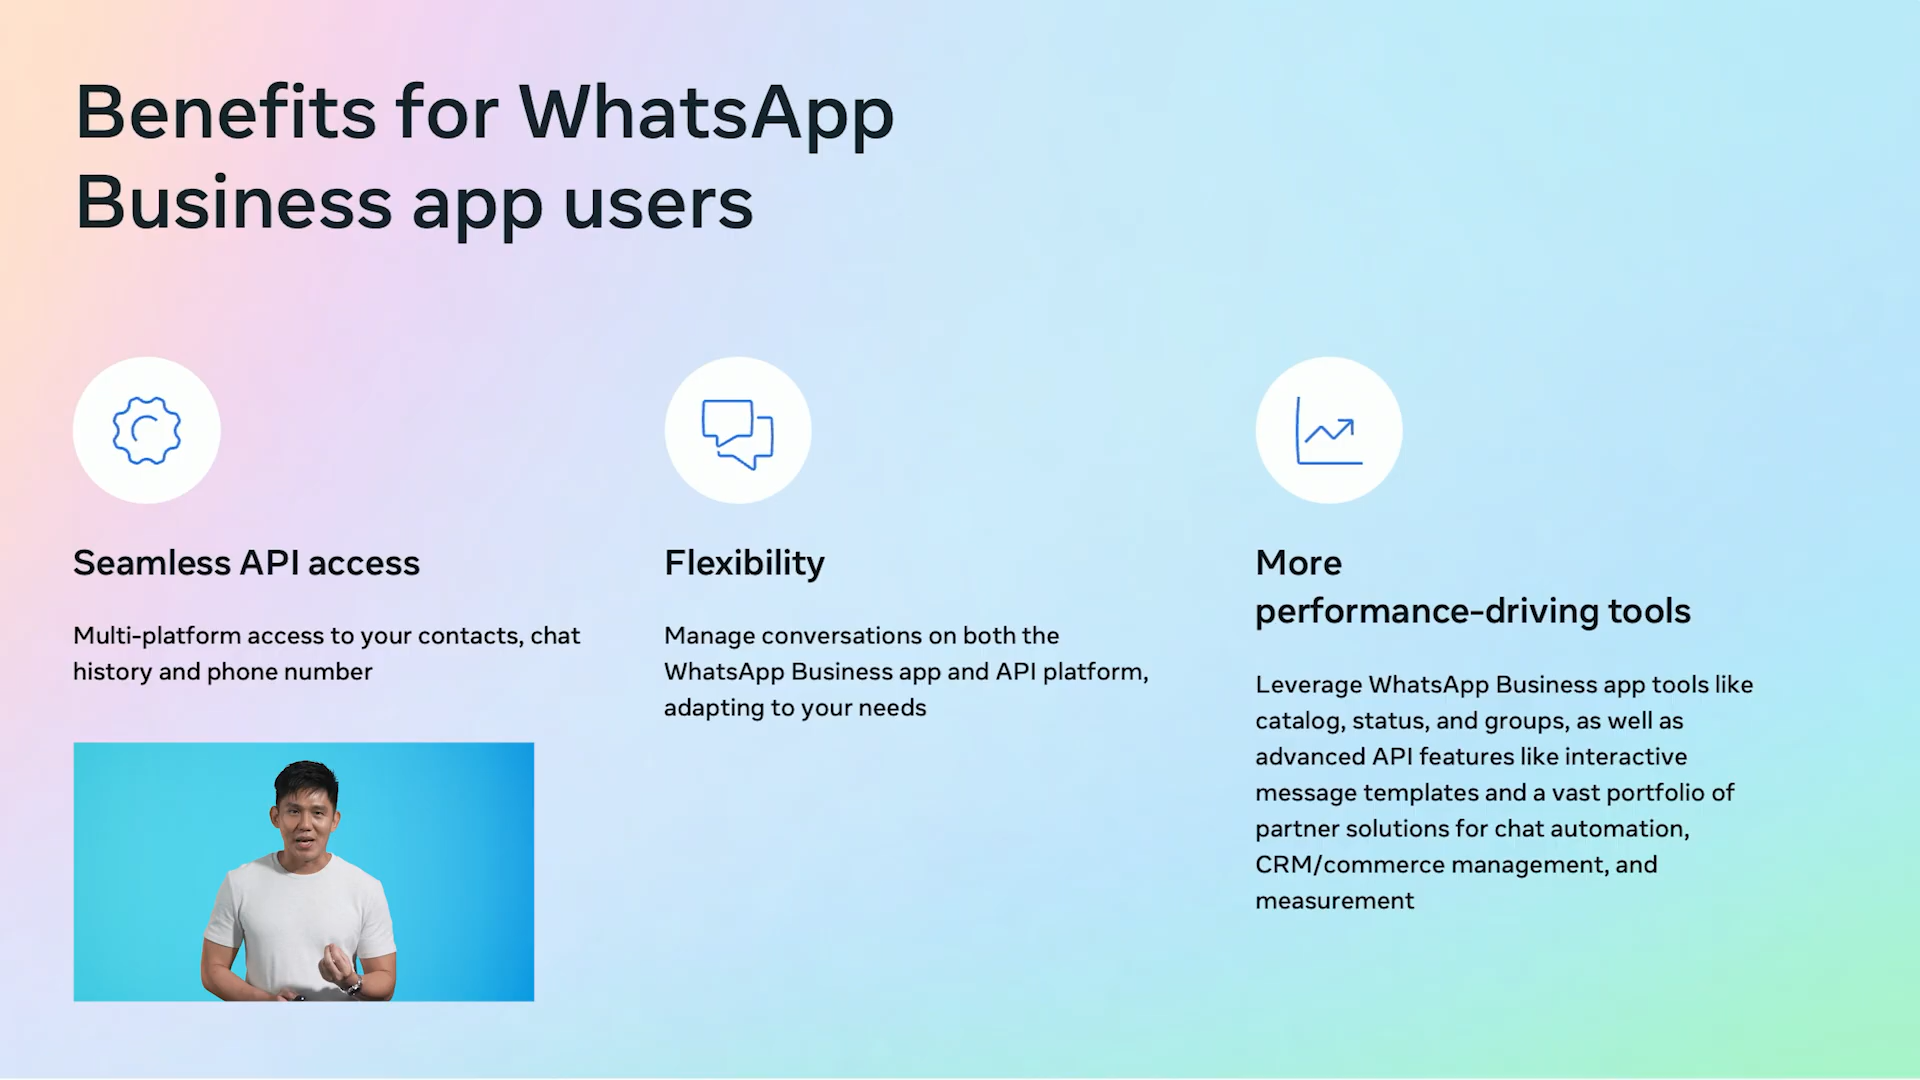 Benefits for WhatsApp
Business app users
Seamless API access
Multi-platform access to your contacts, chat
history and phone number
Flexibility
Manage conversations on both the
WhatsApp Business app and API platform,
adapting to your needs
More
performance-driving tools
Leverage WhatsApp Business app tools like
catalog, status, and groups, as well as
advanced API features like interactive
message templates and a vast portfolio of
partner solutions for chat automation,
CRM/commerce management, and
measurement